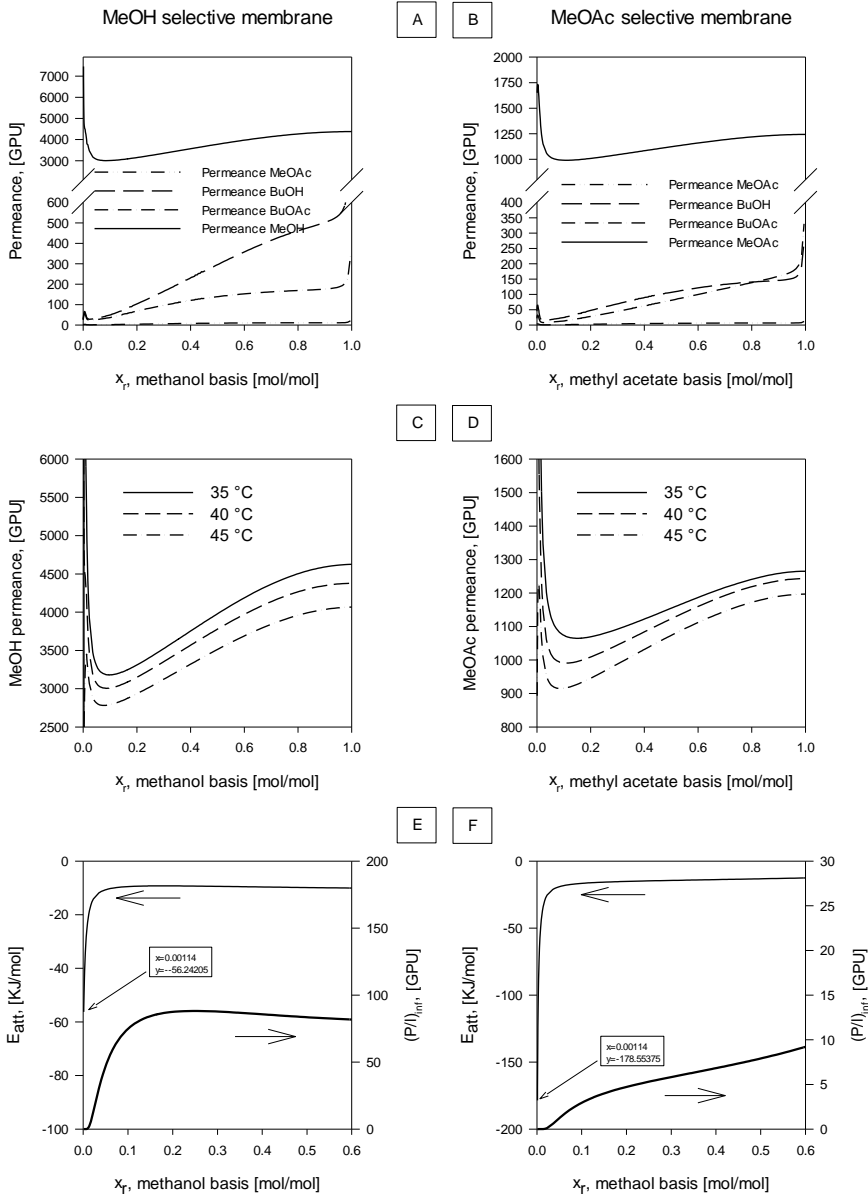 MeOH selective membrane
A
B
MeOAc selective membrane
Permeance, [GPU]
7000
6000
5000
4000
3000
600
500
400
300
200
100
0
Permeance MeOAc
Permeance BuOH
Permeance BuOAc
Permeance MeOH
0.0 0.2 0.4 0.6 0.8 1.0
xr, methanol basis [mol/mol]
Permeance, [GPU]
2000
1750
1500
1250
1000
400
350
300
250
200
150
100
50
0
Permeance MeOAc
Permeance BuOH
Permeance BuOAc
Permeance MeOAc
0.0 0.2 0.4 0.6 0.8 1.0
xr, methyl acetate basis [mol/mol]
C
D
MeOH permeance, [GPU]
6000
5500
5000
4500
4000
3500
3000
2500
35 °C
40 °C
45 °C
0.0 0.2 0.4 0.6 0.8 1.0
xr, methanol basis [mol/mol]
MeOAc permeance, [GPU]
1600
1500
1400
1300
1200
1100
1000
900
800
35 °C
40 °C
45 °C
0.0 0.2 0.4 0.6 0.8 1.0
xr, methyl acetate basis [mol/mol]
E
F
Eatt, [KJ/mol]
0
-20
-40
-60
-80
-100
x=0.00114
y=--56.24205
200
150
100
50
0
(P/l)inf, [GPU]
0.0 0.1 0.2 0.3 0.4 0.5 0.6
xr, methanol basis [mol/mol]
Eatt, [KJ/mol]
0
-50
-100
-150
-200
x=0.00114
y=-178.55375
30
25
20
15
10
5
0
(P/l)inf, [GPU]
0.0 0.1 0.2 0.3 0.4 0.5 0.6
xr, methaol basis [mol/mol]